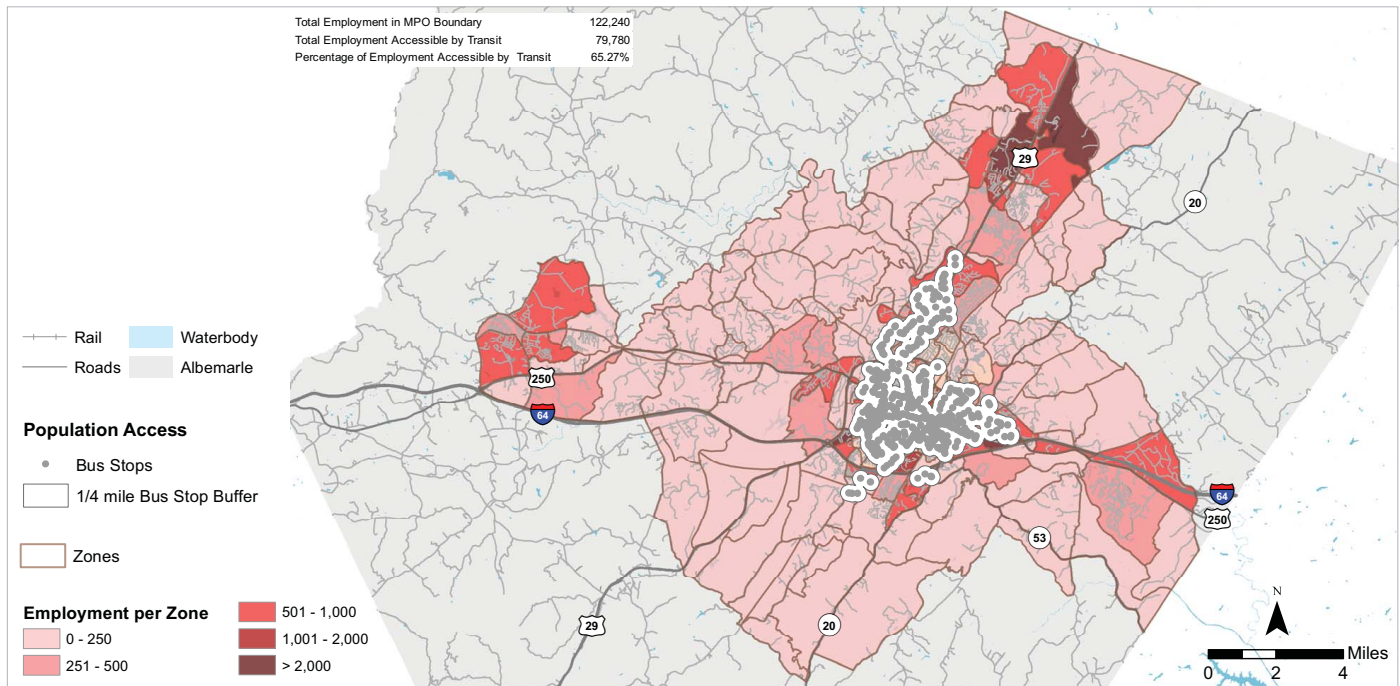 Total Employment in MPO Boundary 122,240
Total Employment Accessible by Transit 79,780
Percentage of Employment Accessible by Transit 65.27%
29
20
250
64
64
250
53
20
29
Rail Waterbody
Roads Albemarle
Population Access
Bus Stops
1/4 mile Bus Stop Buffer
Zones
Employment per Zone
0 - 250
251 - 500
501 - 1,000
1,001 - 2,000
> 2,000
N
Miles
0 2 4